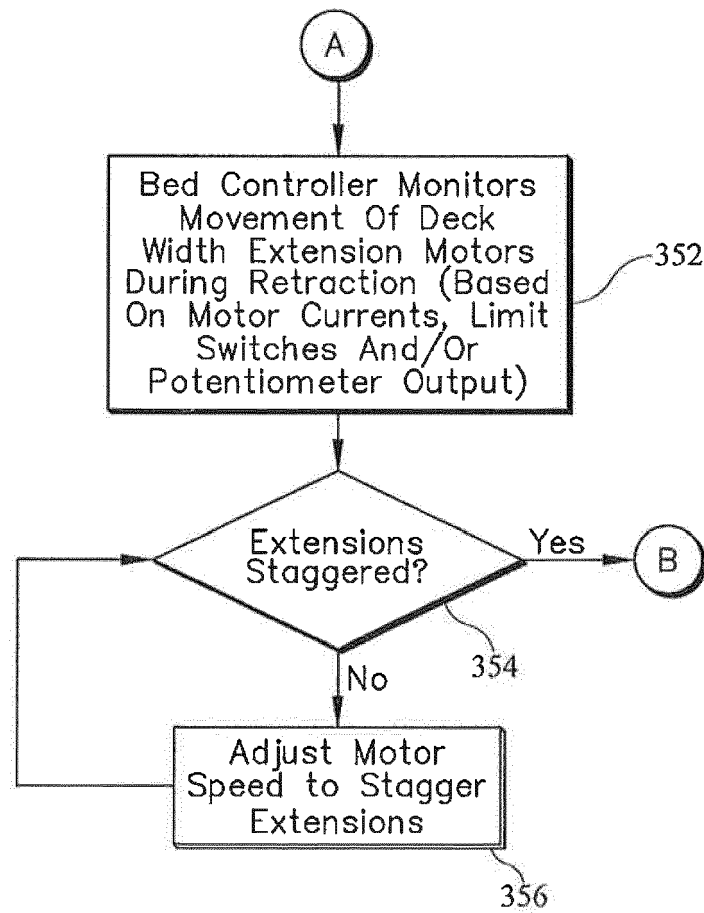 A
Bed Controller Monitors
Movement Of Deck
Width Extension Motors
During Retraction (Based
On Motor Currents, Limit
Switches And/Or
Potentiometer Output)
352
Extensions
Staggered?
Yes
B
354
No
Adjust Motor
Speed to Stagger
Extensions
356